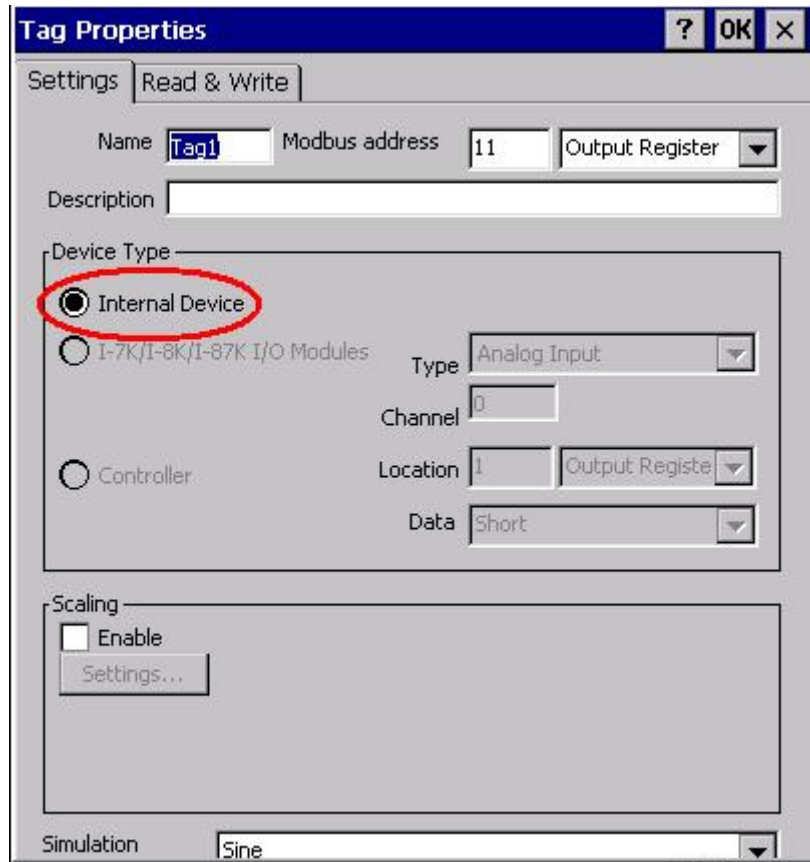 Tag Properties ? OK ×
Settings Read & Write
Name Tag1 Modbus address 11 Output Register
Description
Device Type
Internal Device
I-7K/I-8K/I-87K I/O Modules Type Analog Input
Channel 0
Controller Location 1 Output Registe
Data Short
Scaling
Enable
Settings...
Simulation Sine